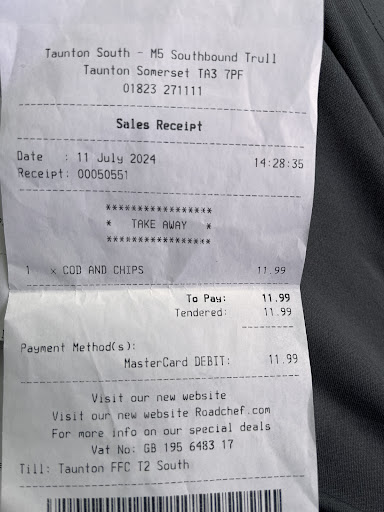 Taunton South - M5 Southbound Trull
Taunton Somerset TA3 7PF
01823 271111
Sales Receipt
Date : 11 July 2024 14:28:35
Receipt: 00050551
*****************
* TAKE AWAY *
*****************
1 x COD AND CHIPS 11.99
To Pay: 11.99
Tendered: 11.99
Payment Method(s):
MasterCard DEBIT: 11.99
Visit our new website
Visit our new website Roadchef.com
For more info on our special deals
Vat No: GB 195 6483 17
Till: Taunton FFC T2 South